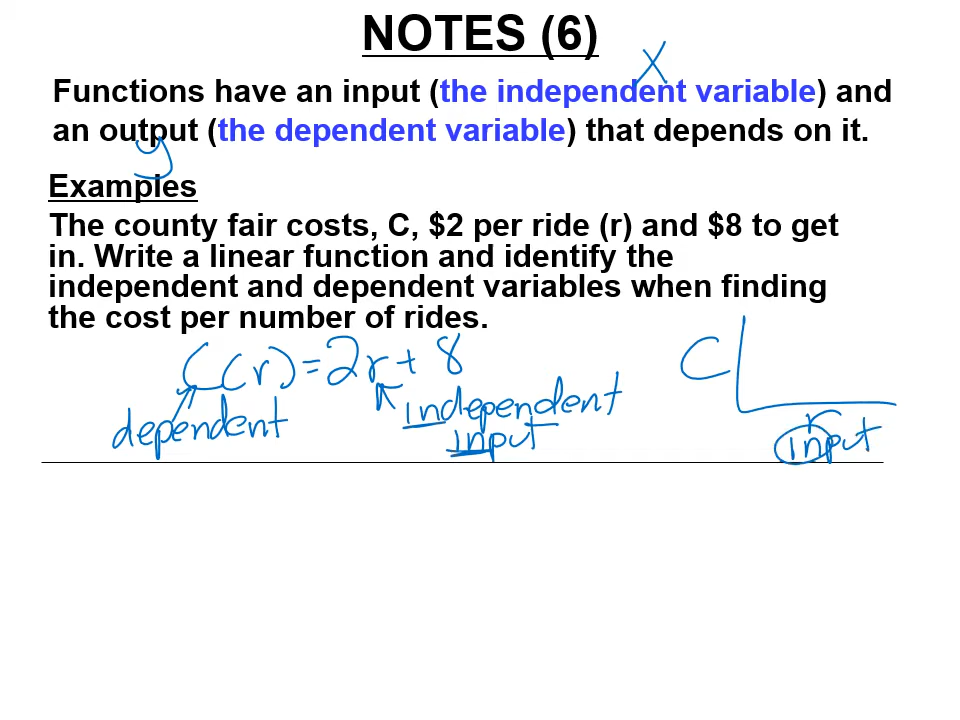 NOTES (6)
x
Functions have an input (the independent variable) and
an output (the dependent variable) that depends on it.
y
Examples
The county fair costs, C, $2 per ride (r) and $8 to get
in. Write a linear function and identify the
independent and dependent variables when finding
the cost per number of rides.
C(r) = 2r + 8
C
dependent
independent
input
r
input